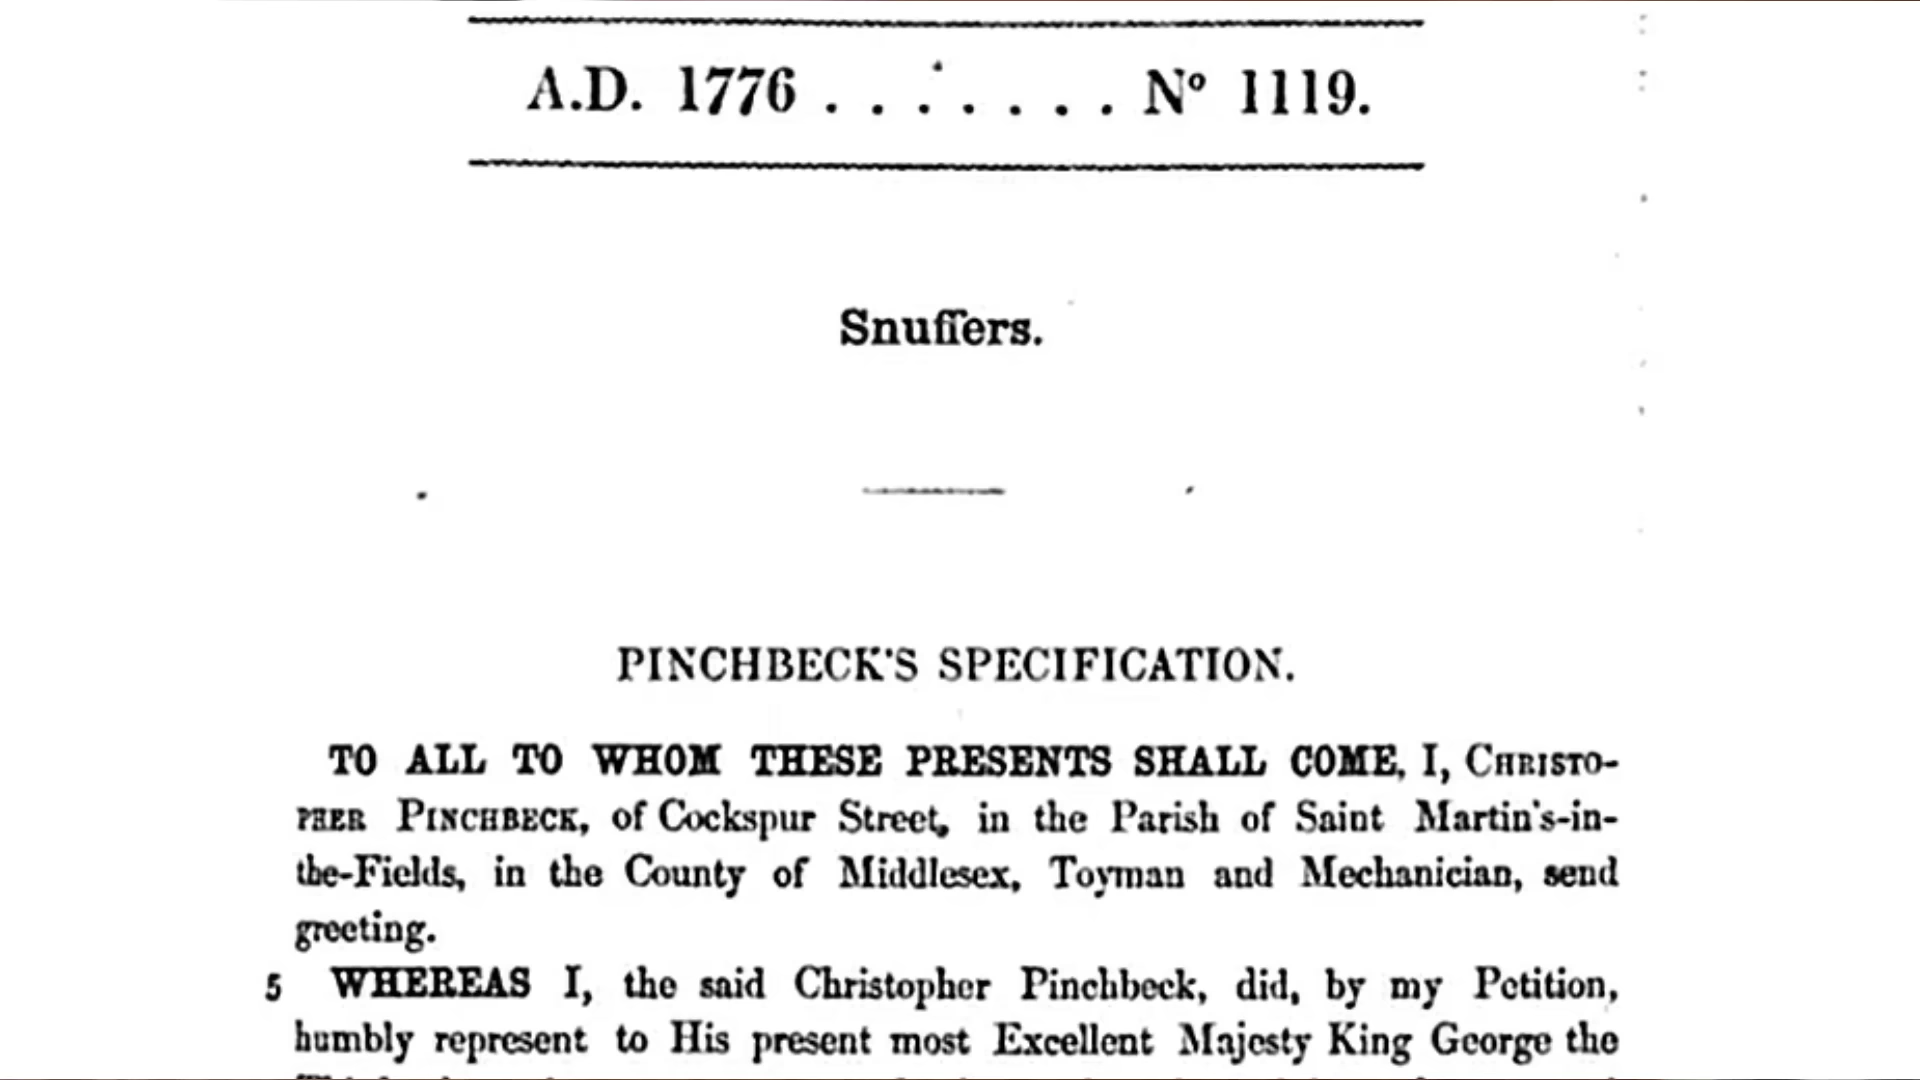 A.D. 1776 . . . . . . . Nº 1119.
Snuffers.
PINCHBECK'S SPECIFICATION.
TO ALL TO WHOM THESE PRESENTS SHALL COME, I, CHRISTO-
PHER PINCHBECK, of Cockspur Street, in the Parish of Saint Martin's-in-
the-Fields, in the County of Middlesex, Toyman and Mechanician, send
greeting.
5 WHEREAS I, the said Christopher Pinchbeck, did, by my Petition,
humbly represent to His present most Excellent Majesty King George the